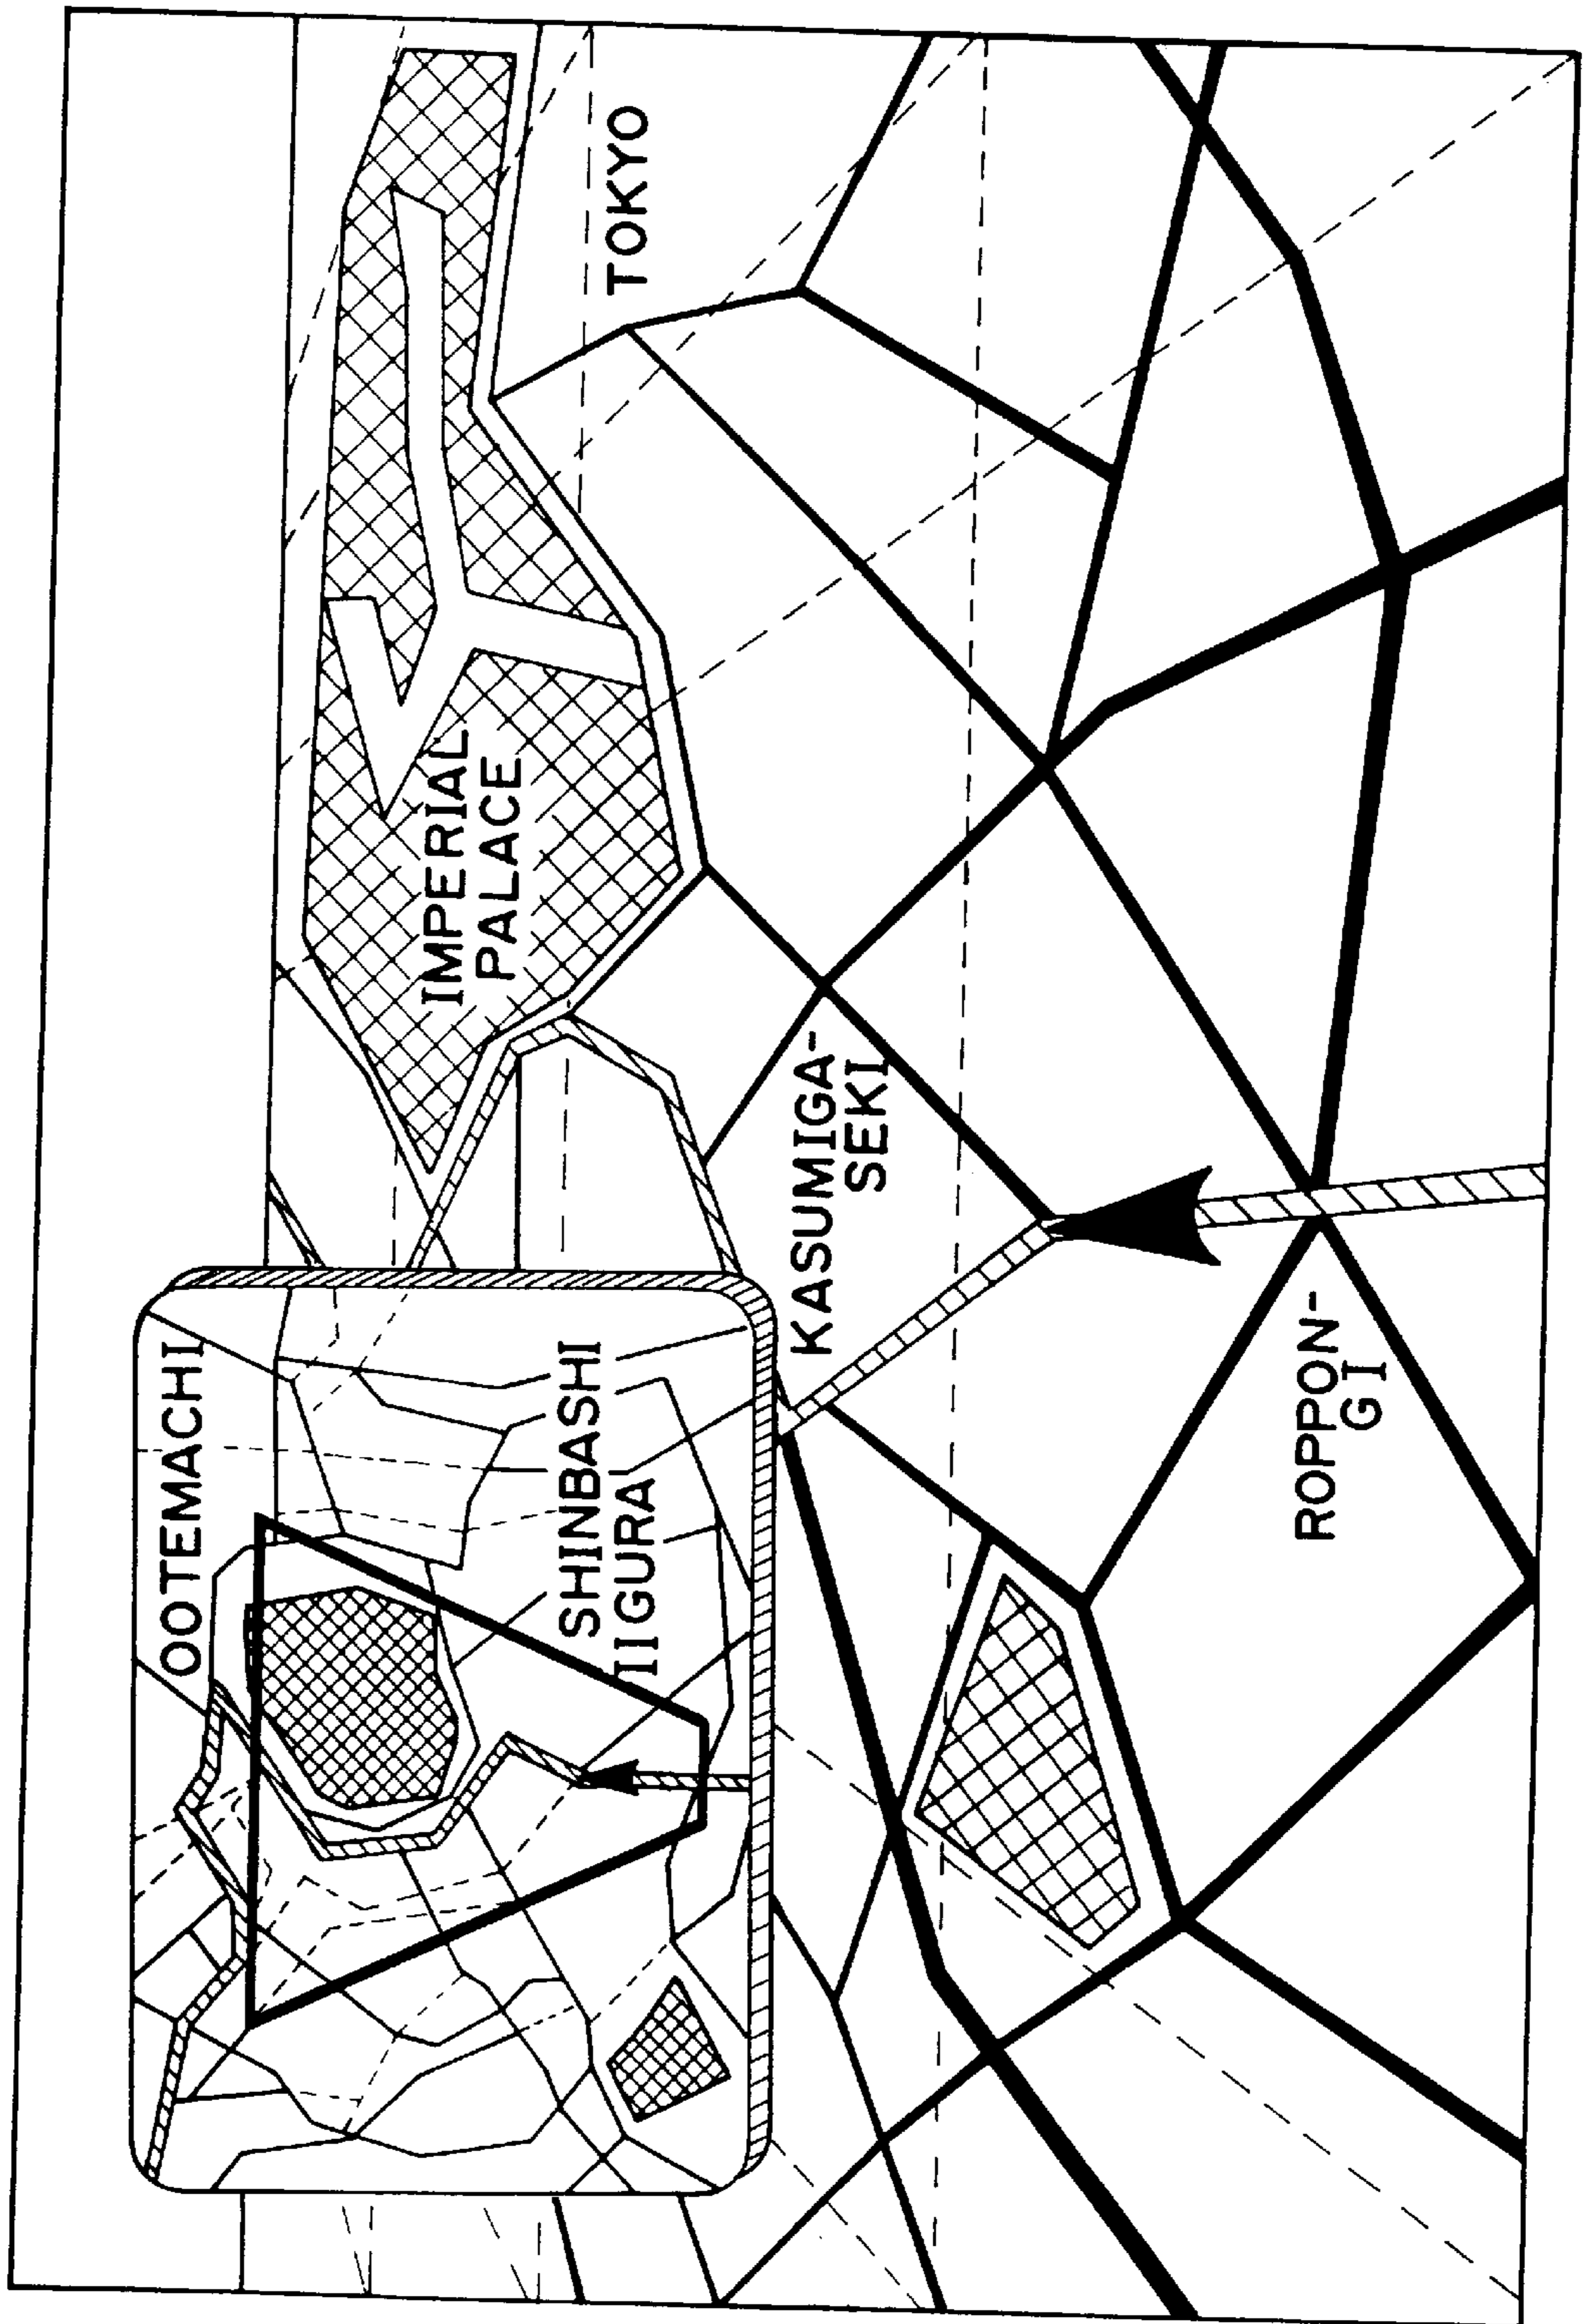 OOTEMACHI
SHINBASHI
IIGURA
IMPERIAL
PALACE
TOKYO
KASUMIGA-
SEKI
ROPPON-
GI